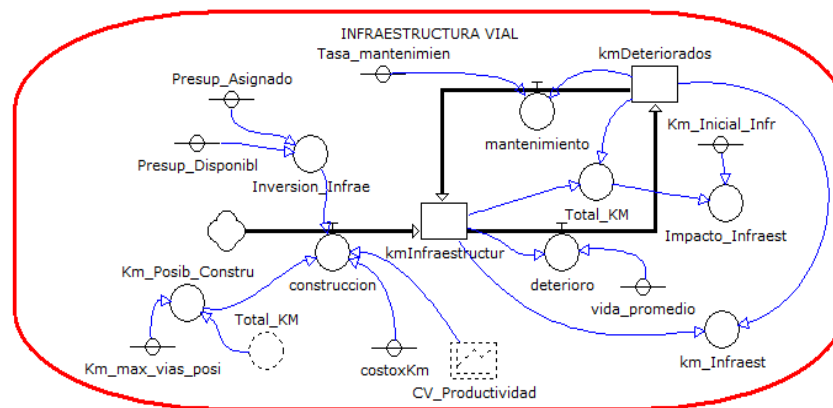 INFRAESTRUCTURA VIAL
Tasa_mantenimien
kmDeteriorados
Presup_Asignado
Km_Inicial_Infr
mantenimiento
Presup_Disponibl
Inversion_Infrae
Total_KM
Impacto_Infraest
kmInfraestructur
Km_Posib_Constru
construccion
deterioro
vida_promedio
Total_KM
km_Infraest
Km_max_vias_posi
costoxKm
CV_Productividad